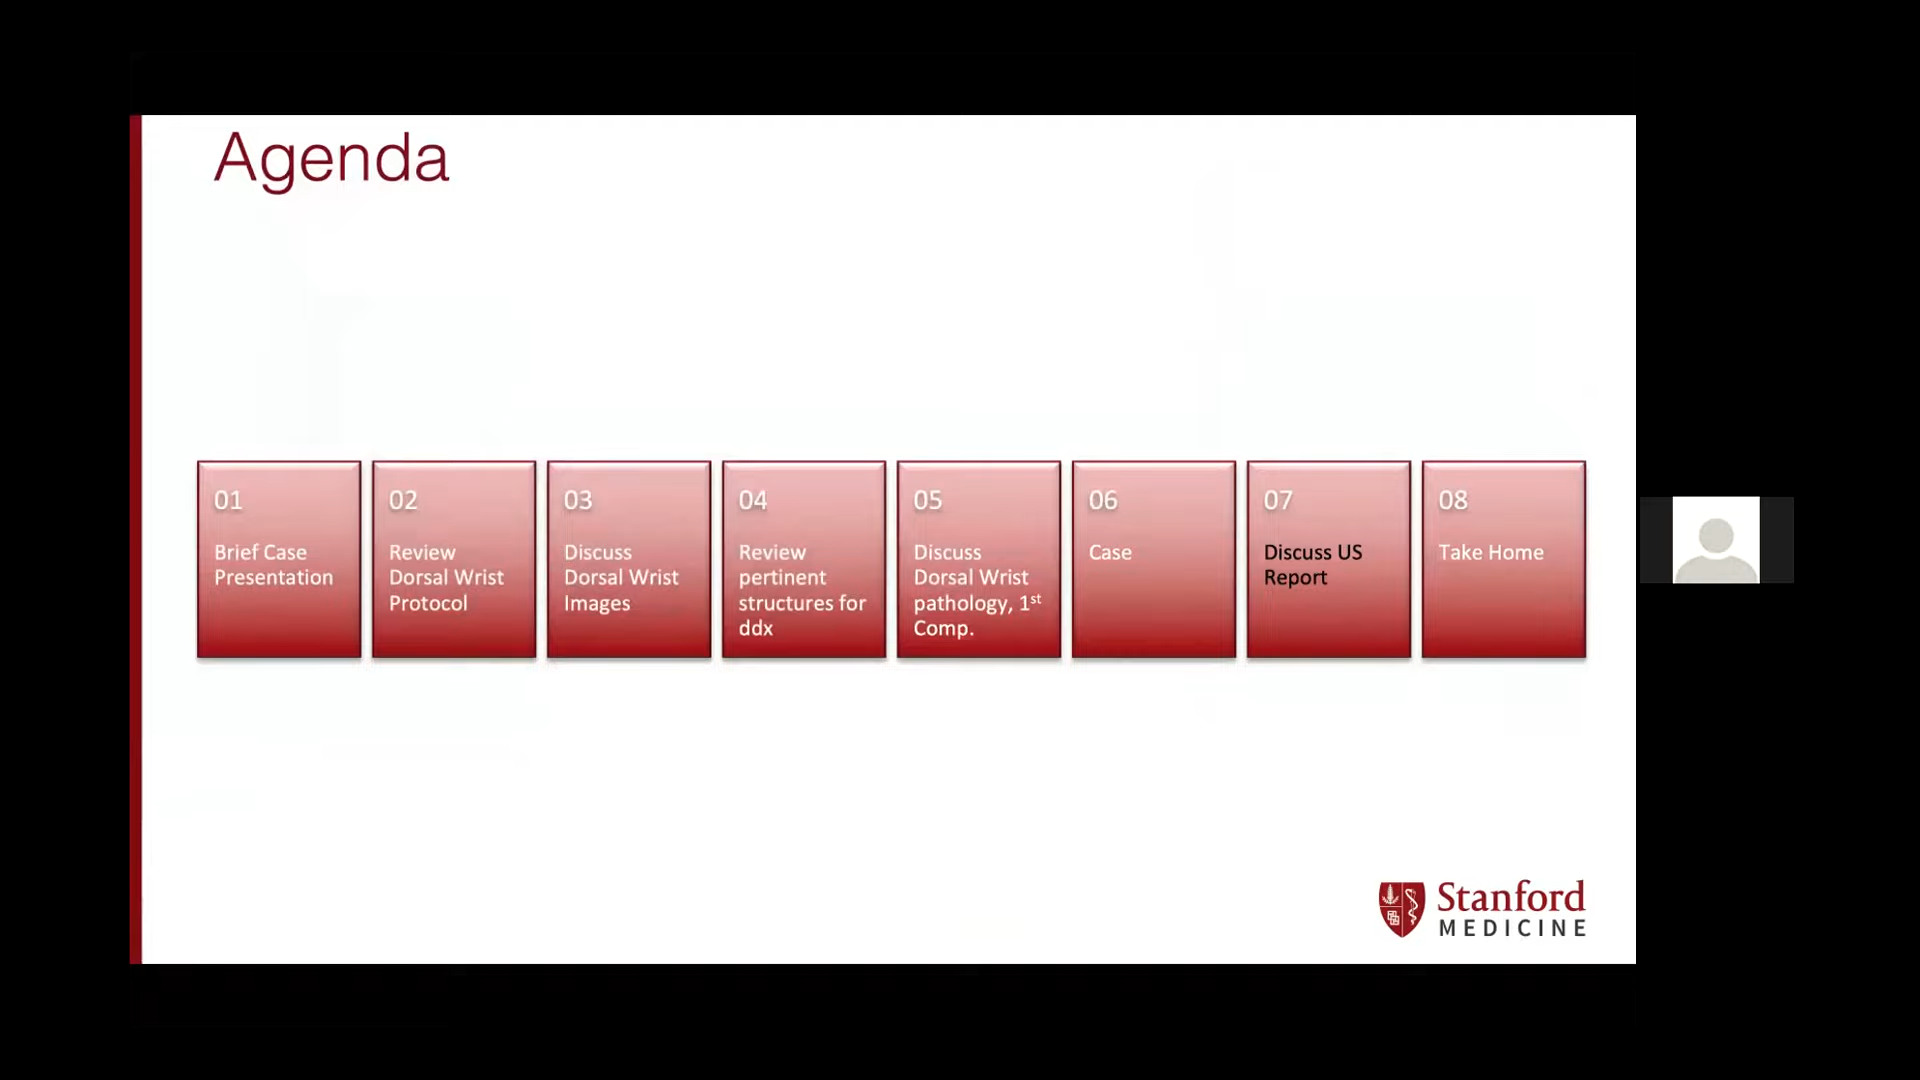 Agenda
01
Brief Case
Presentation
02
Review
Dorsal Wrist
Protocol
03
Discuss
Dorsal Wrist
Images
04
Review
pertinent
structures for
ddx
05
Discuss
Dorsal Wrist
pathology, 1st
Comp.
06
Case
07
Discuss US
Report
08
Take Home
Stanford
MEDICINE